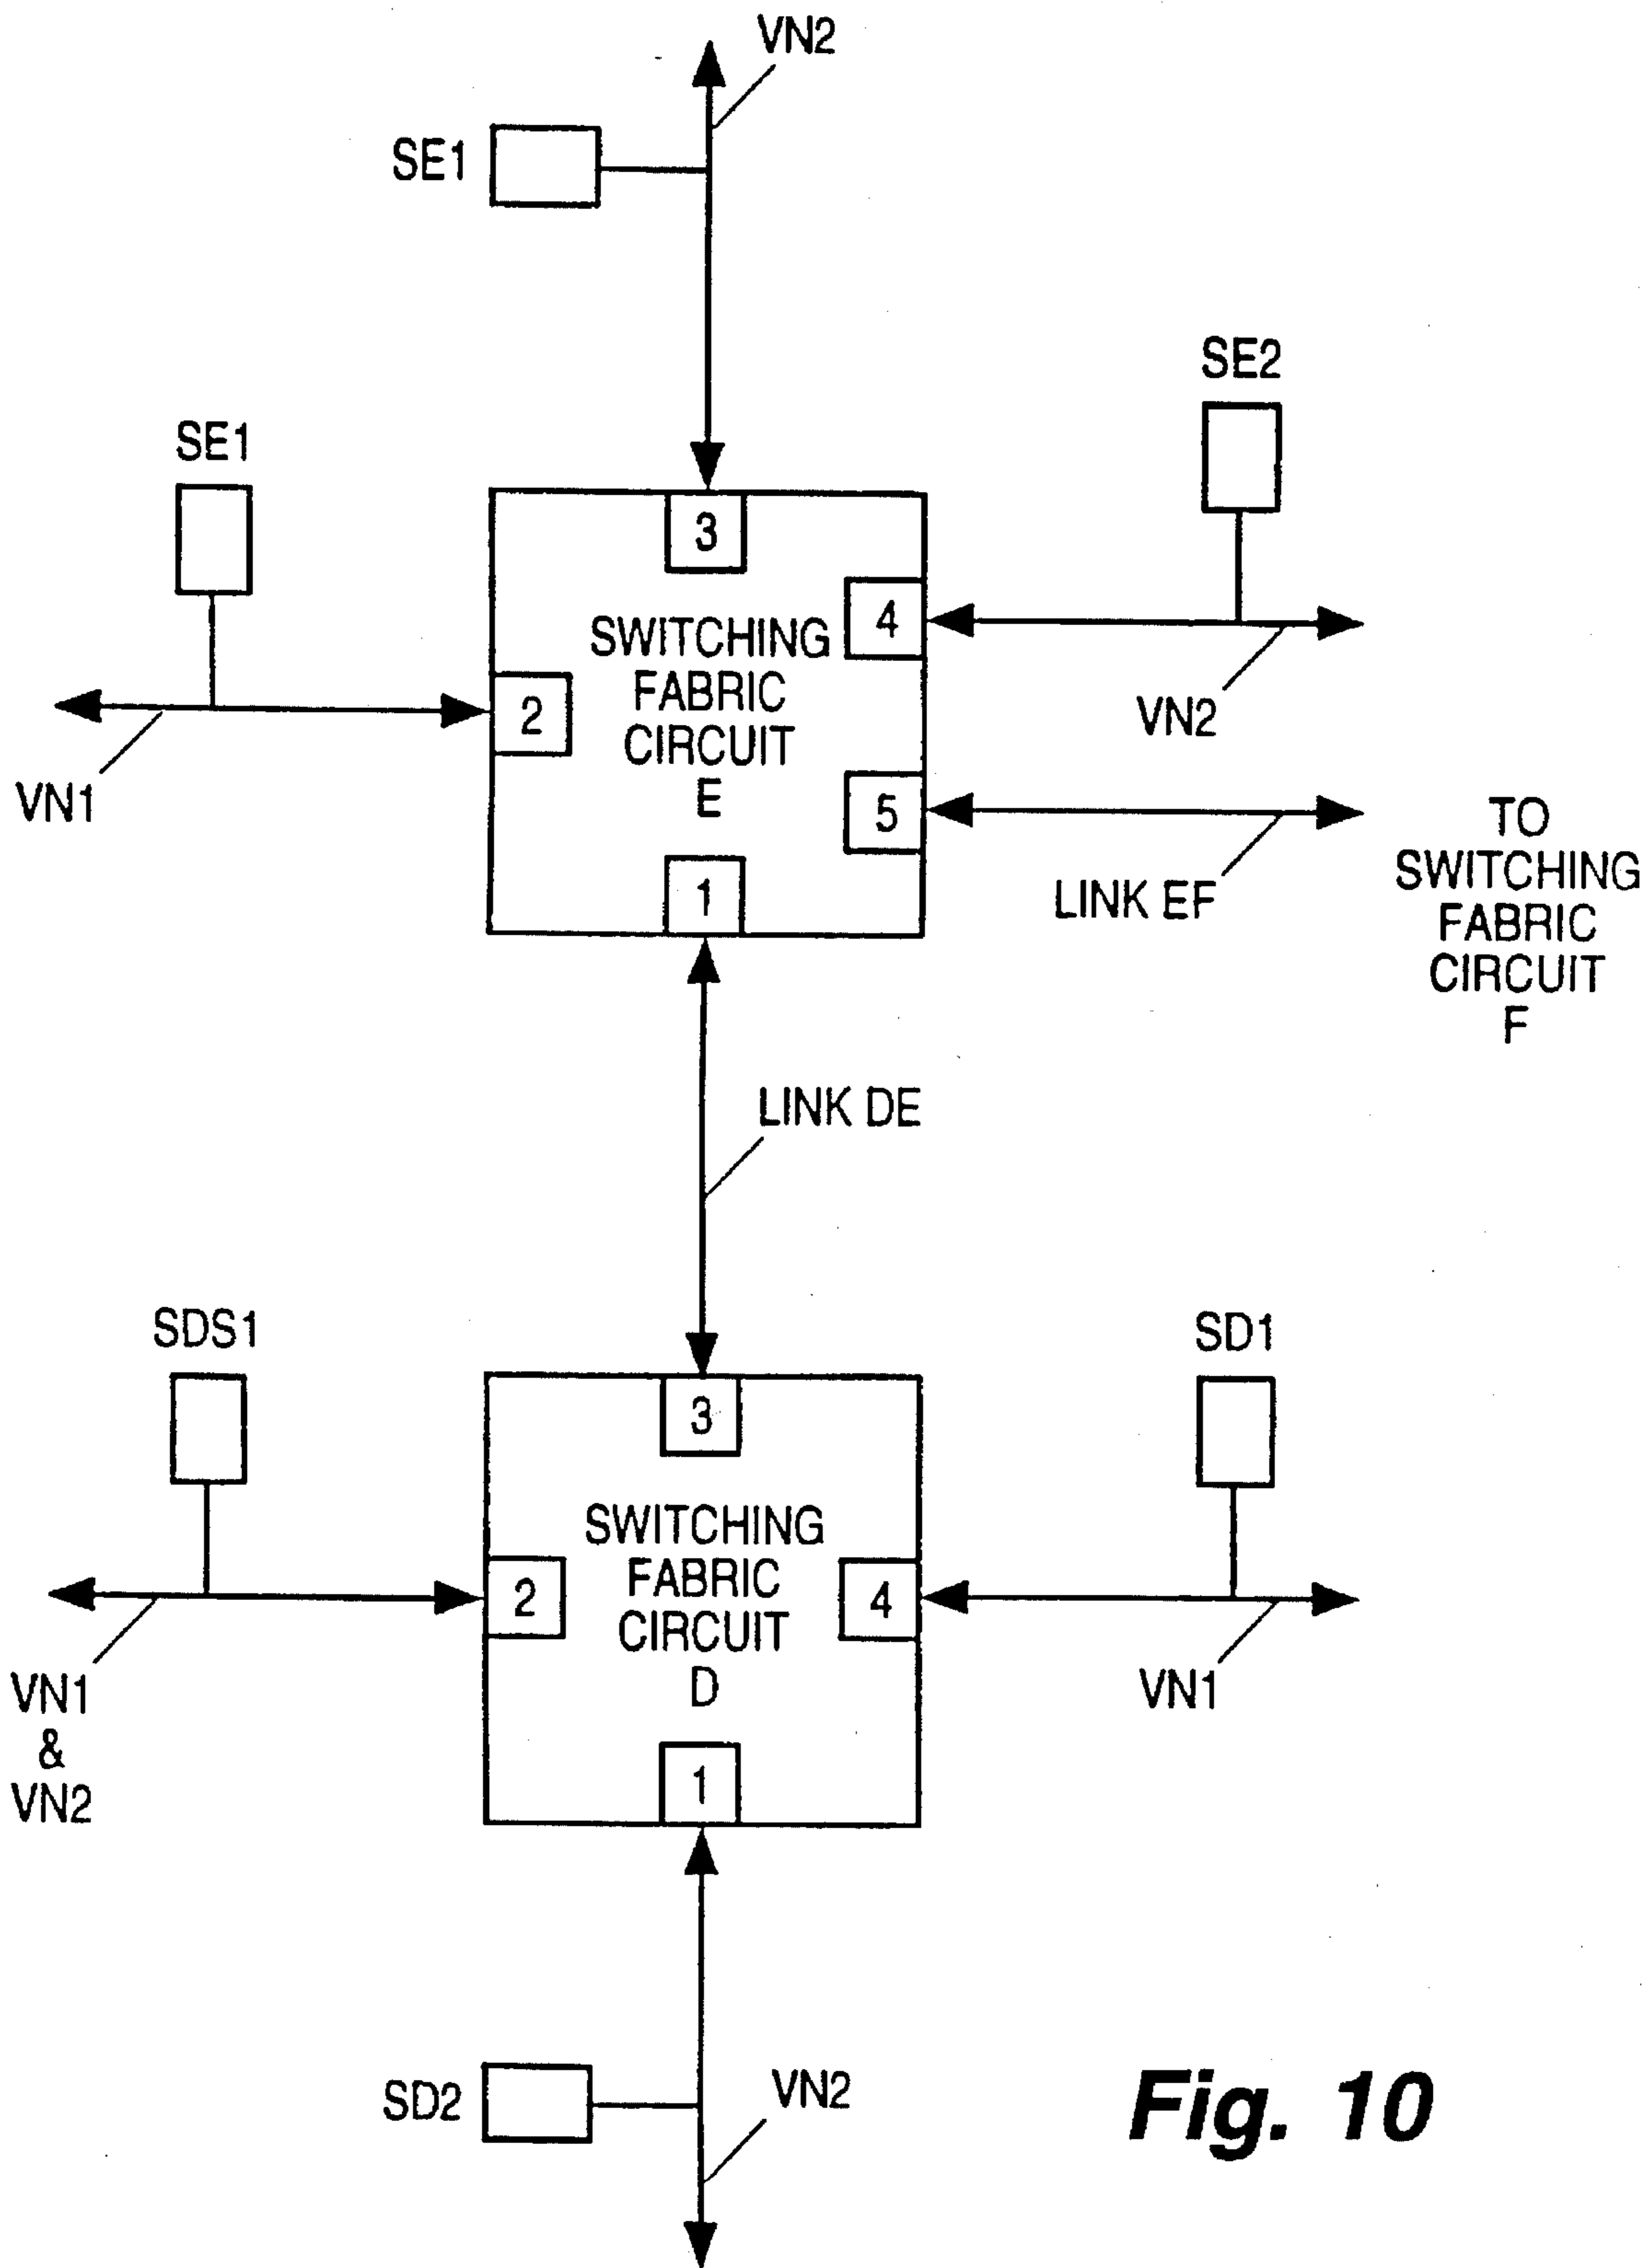 VN2
SE1
SE2
SE1
3
4
SWITCHING
FABRIC
CIRCUIT
E
2
VN2
VN1
5
TO
SWITCHING
FABRIC
CIRCUIT
F
1
LINK EF
LINK DE
SDS1
SD1
3
SWITCHING
FABRIC
CIRCUIT
D
2
4
VN1
&
VN2
VN1
1
SD2
VN2
Fig. 10